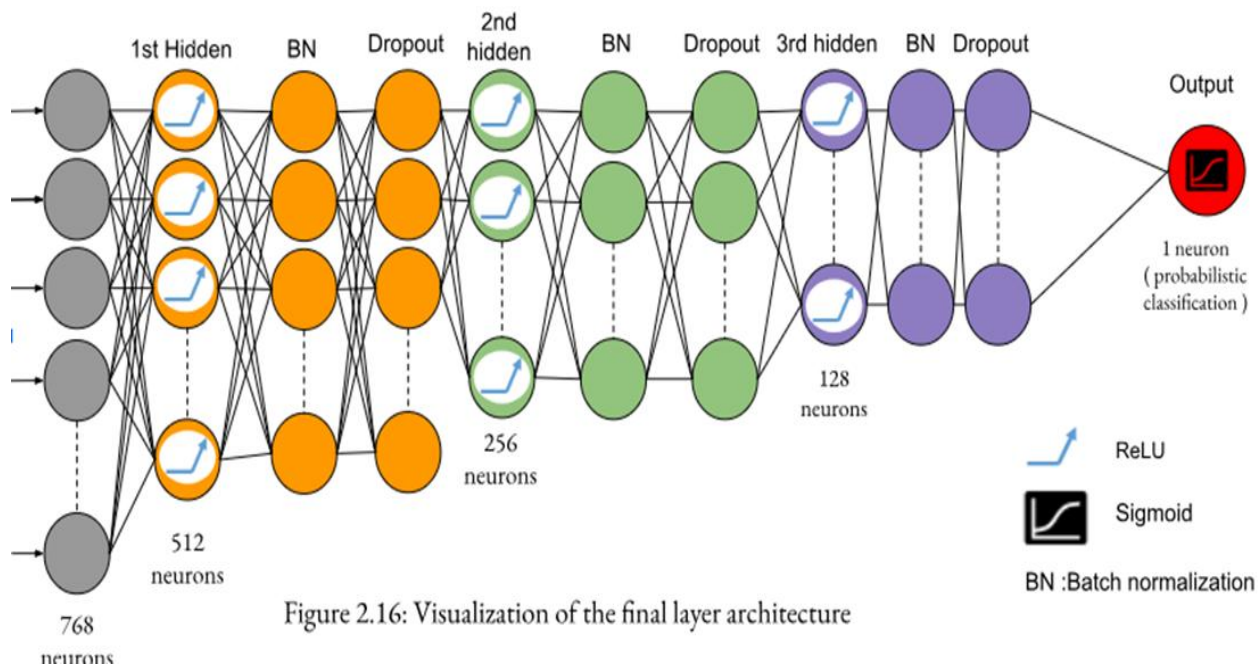 1st Hidden
BN
Dropout
2nd
hidden
BN
Dropout
3rd hidden
BN
Dropout
Output
1 neuron
( probabilistic
classification )
128
neurons
256
neurons
512
neurons
768
neurons
ReLU
Sigmoid
BN :Batch normalization
Figure 2.16: Visualization of the final layer architecture